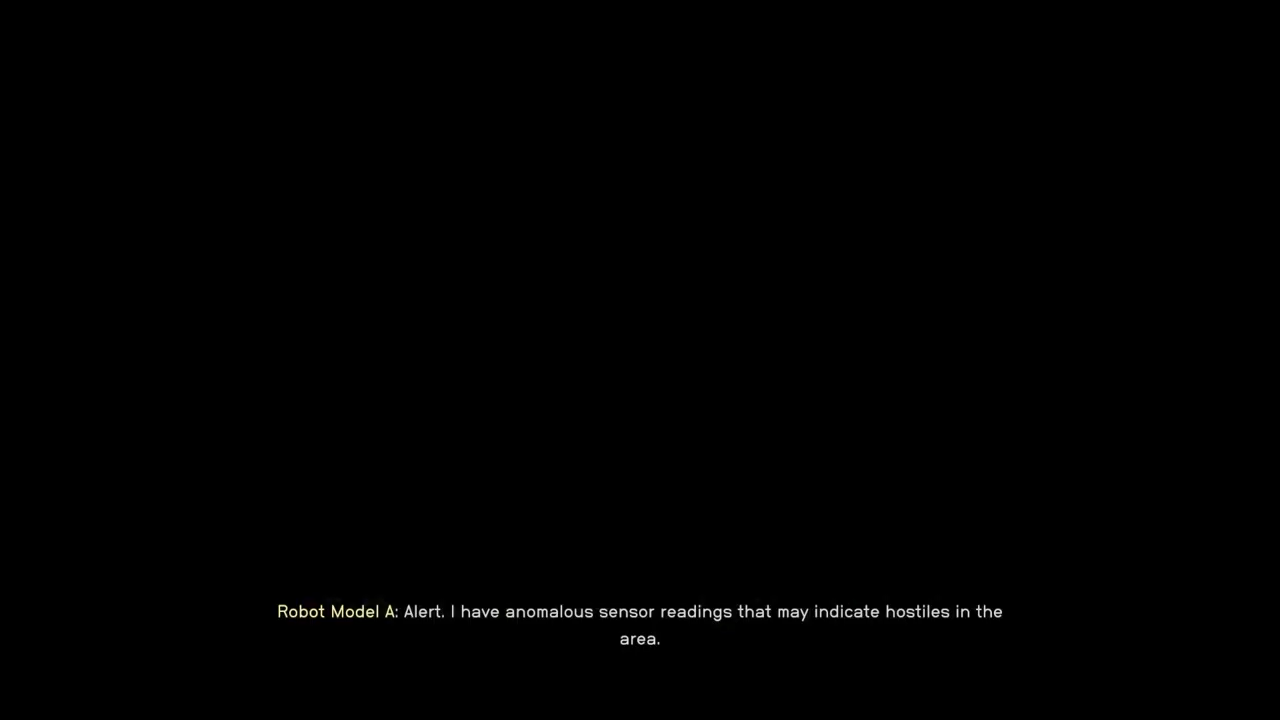 Robot Model A: Alert. I have anomalous sensor readings that may indicate hostiles in the
area.